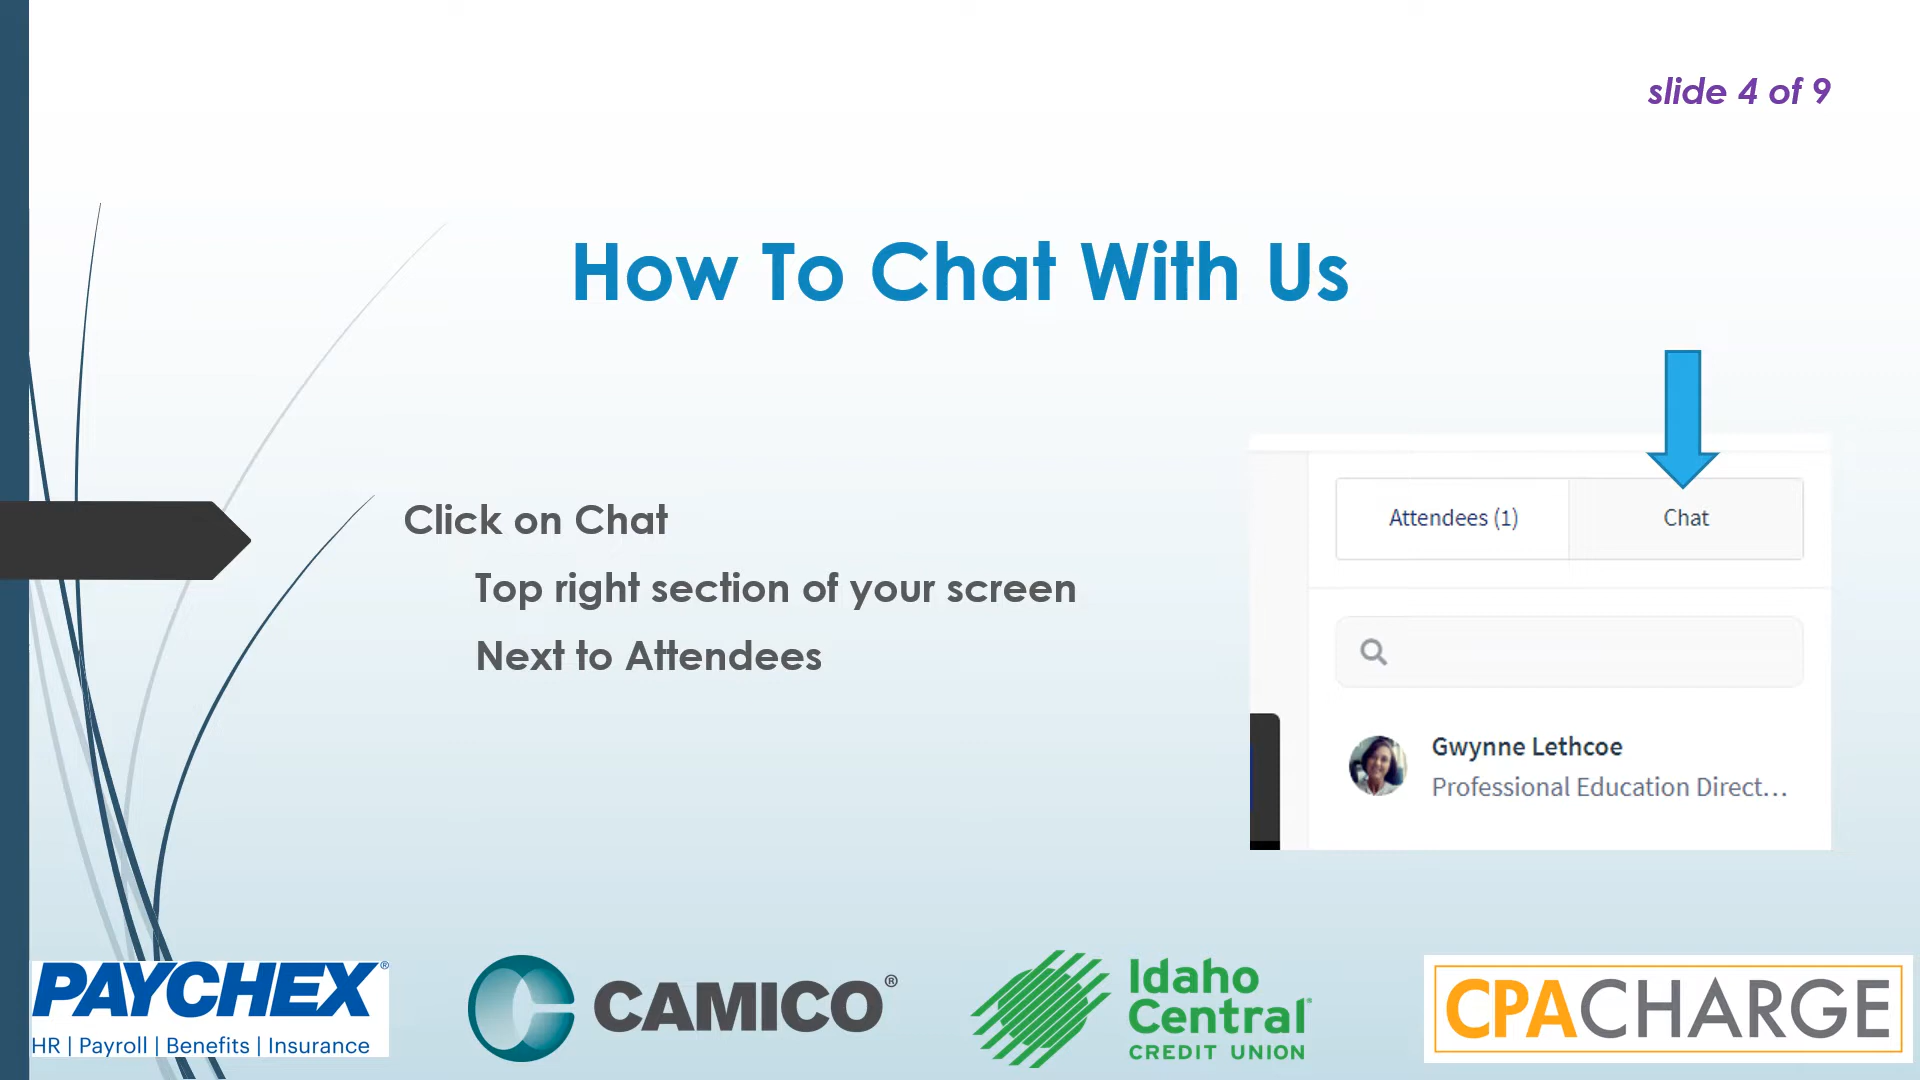 slide 4 of 9
How To Chat With Us
Click on Chat
Top right section of your screen
Next to Attendees
Attendees (1)
Chat
Gwynne Lethcoe
Professional Education Direct...
PAYCHEX®
HR | Payroll | Benefits | Insurance
CAMICO®
Idaho
Central®
CREDIT UNION
CPACHARGE